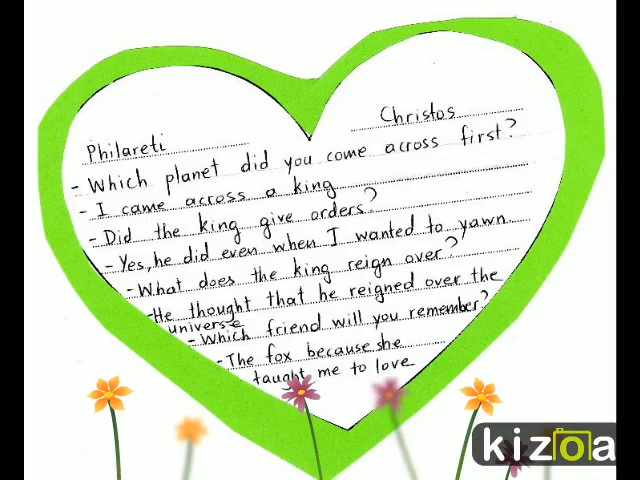 Philareti
Christos
- Which planet did you come across first?
- I came across a king
- Did the king give orders?
- Yes, he did even when I wanted to yawn.
- What does the king reign over?
- He thought that he reigned over the
universe
- Which friend will you remember?
- The fox because she
taught me to love
kizoa